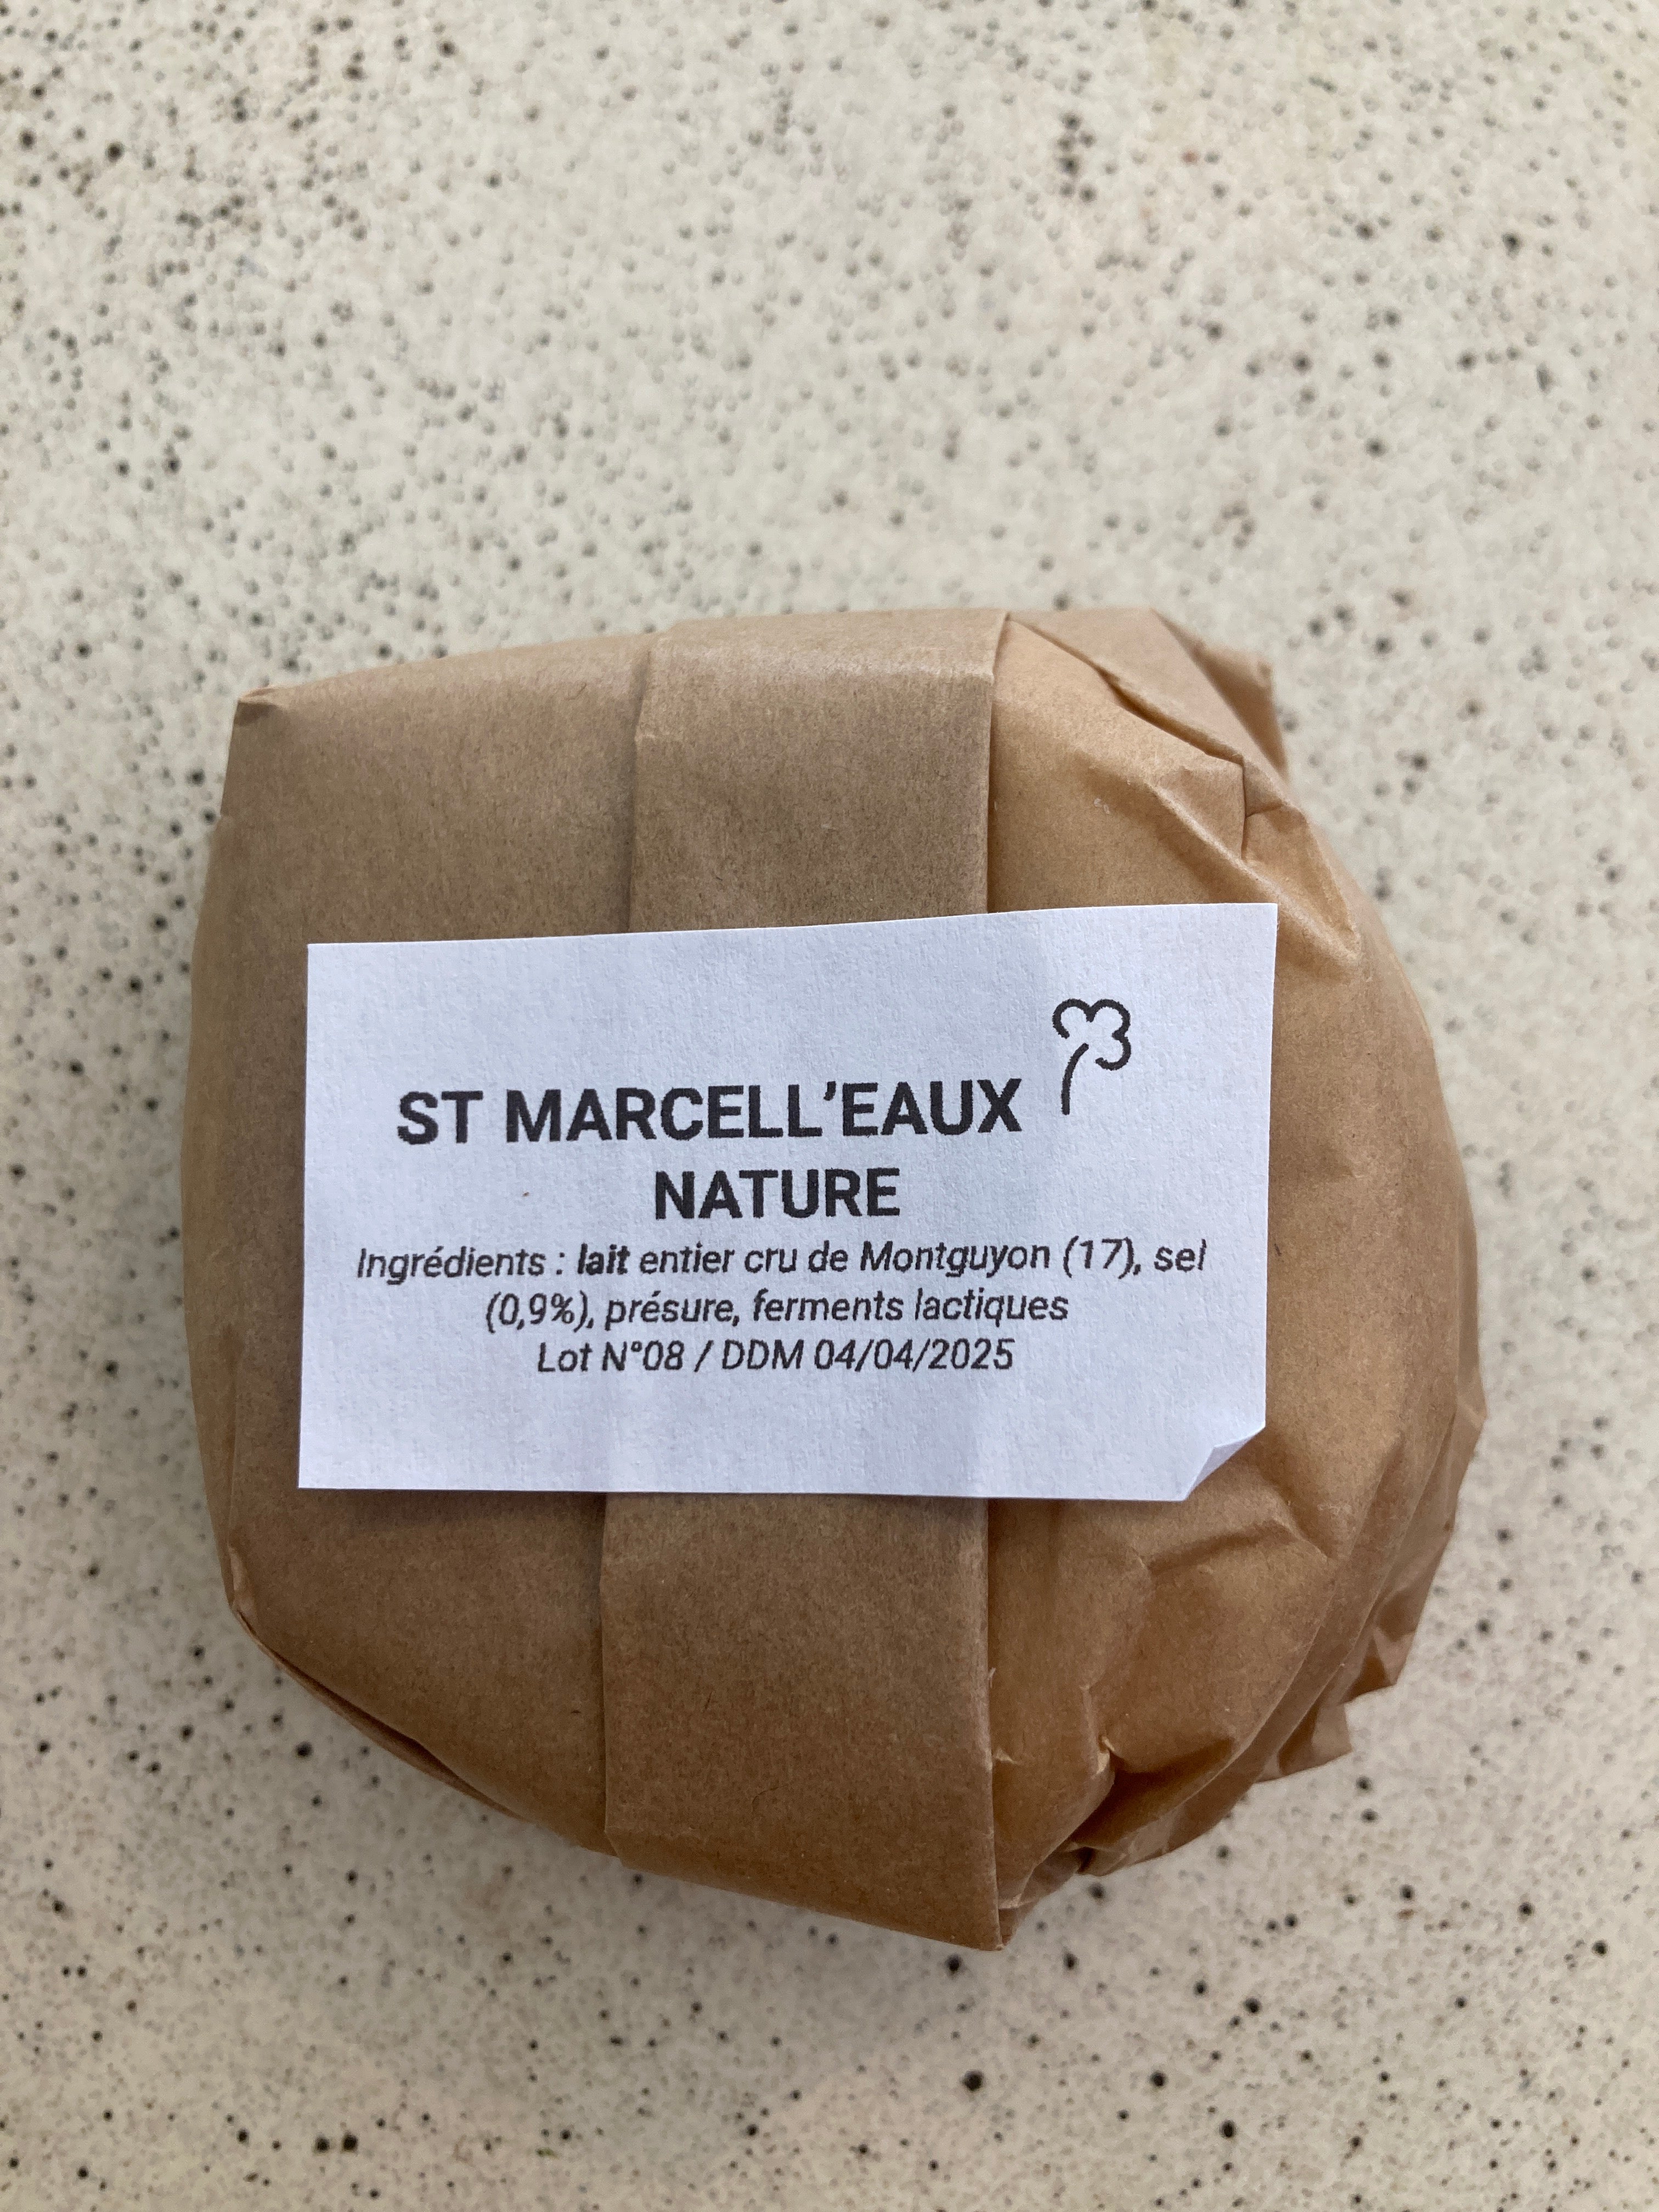 ST MARCELL'EAUX
NATURE
Ingrédients : lait entier cru de Montguyon (17), sel
(0,9%), présure, ferments lactiques
Lot N°08 / DDM 04/04/2025